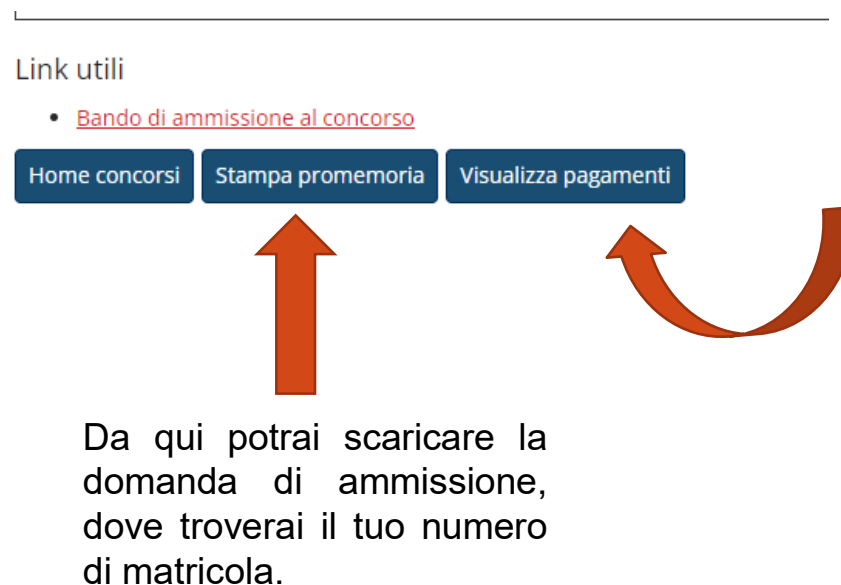 Link utili
Bando di ammissione al concorso
Home concorsi Stampa promemoria Visualizza pagamenti
Da qui potrai scaricare la
domanda di ammissione,
dove troverai il tuo numero
di matricola.